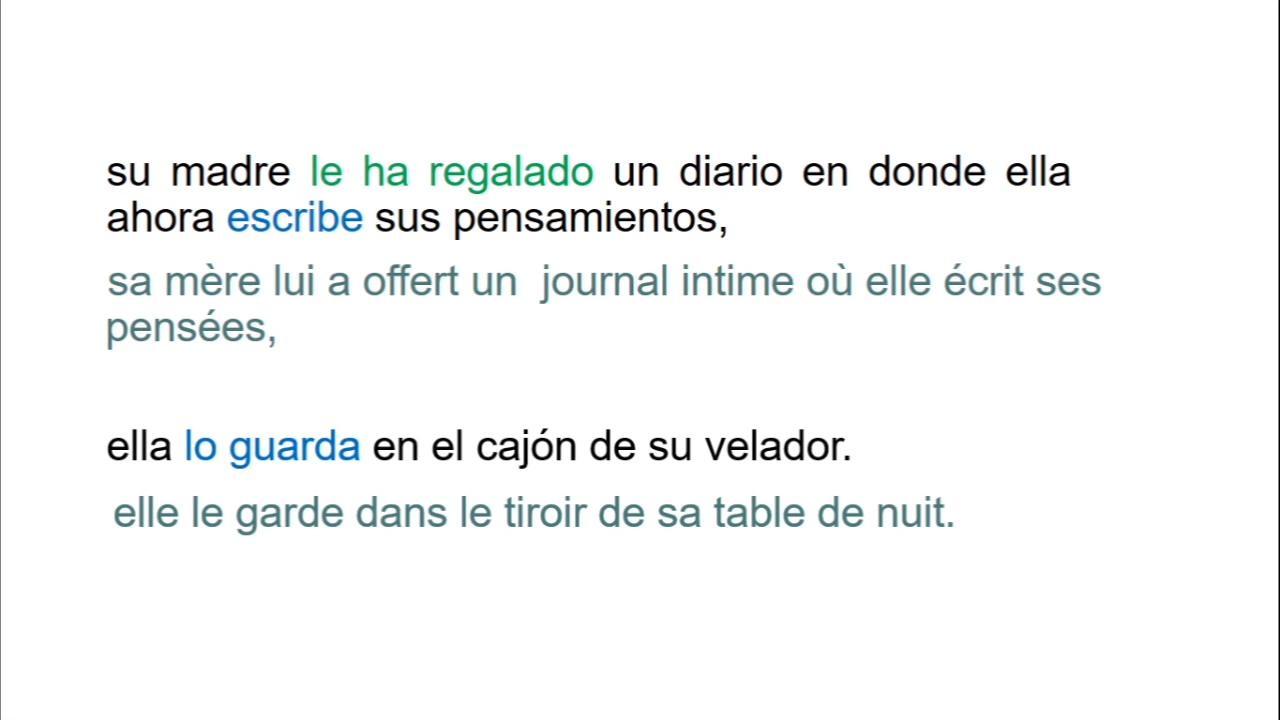 su madre le ha regalado un diario en donde ella
ahora escribe sus pensamientos,
sa mère lui a offert un journal intime où elle écrit ses
pensées,
ella lo guarda en el cajón de su velador.
elle le garde dans le tiroir de sa table de nuit.